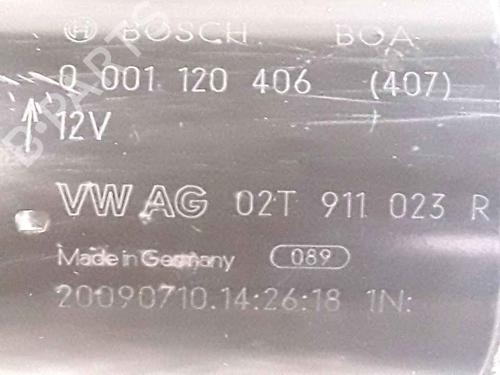 BOSCH BOA
0 001 120 406 (407)
12V
VW AG 02T 911 023 R
Made in Germany 089
20090710.14:26:18 1N:
B-PARTS